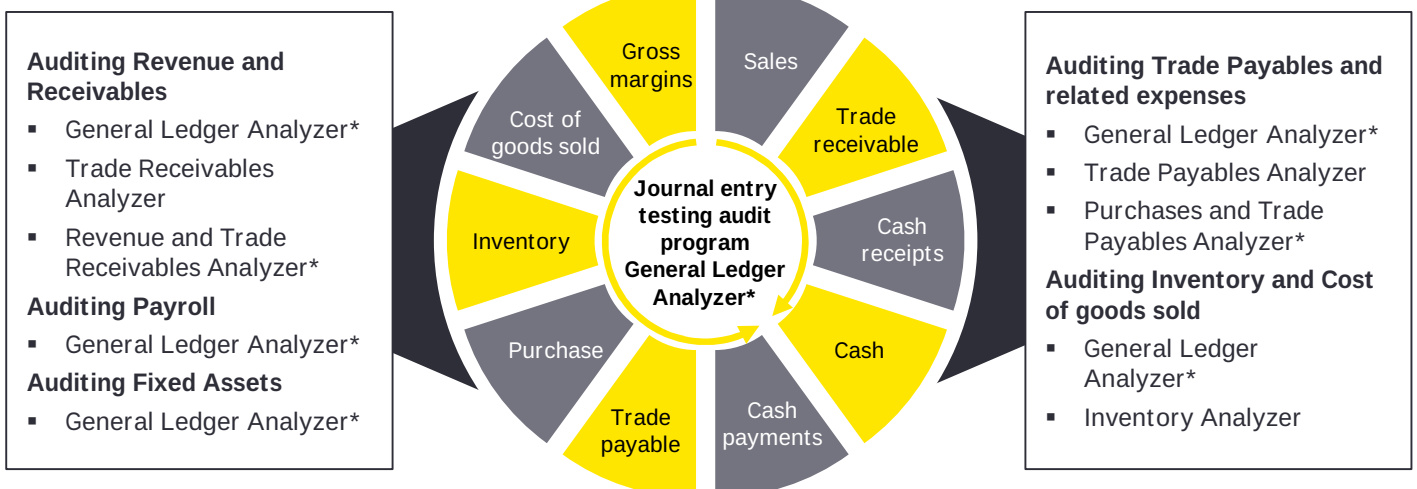 Auditing Revenue and
Receivables
▪ General Ledger Analyzer*
▪ Trade Receivables
Analyzer
▪ Revenue and Trade
Receivables Analyzer*
Auditing Payroll
▪ General Ledger Analyzer*
Auditing Fixed Assets
▪ General Ledger Analyzer*
Gross
margins
Sales
Trade
receivable
Cash
receipts
Cash
Cash
payments
Trade
payable
Purchase
Inventory
Cost of
goods sold
Journal entry
testing audit
program
General Ledger
Analyzer*
Auditing Trade Payables and
related expenses
▪ General Ledger Analyzer*
▪ Trade Payables Analyzer
▪ Purchases and Trade
Payables Analyzer*
Auditing Inventory and Cost
of goods sold
▪ General Ledger
Analyzer*
▪ Inventory Analyzer